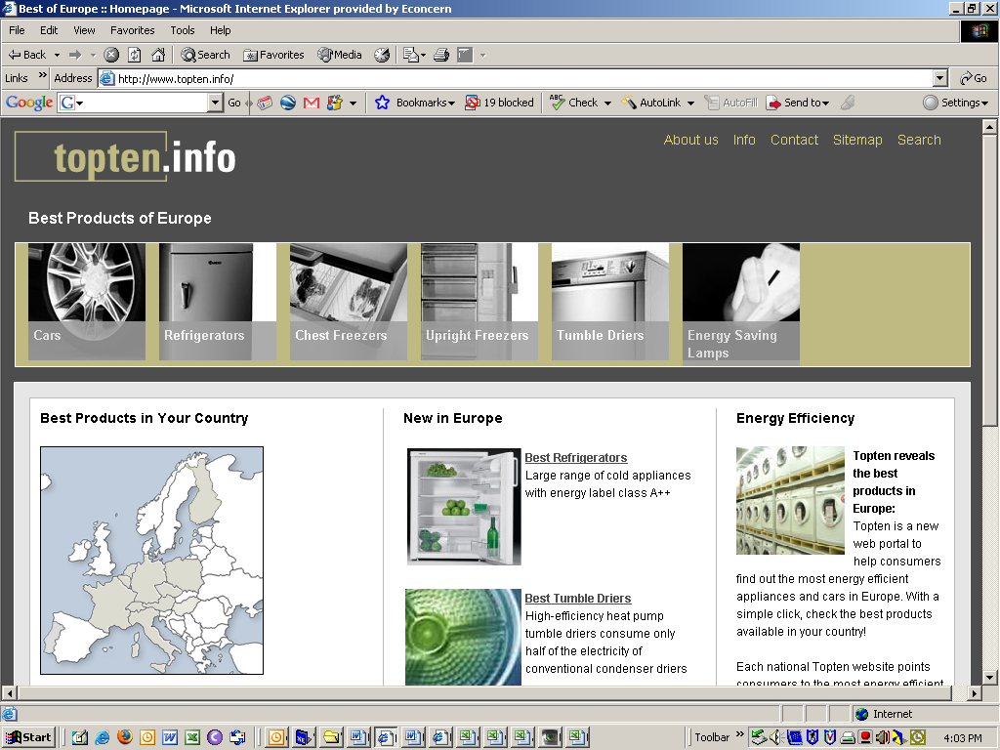 Best of Europe :: Homepage - Microsoft Internet Explorer provided by Econcern
File Edit View Favorites Tools Help
Back Search Favorites Media
Links » Address http://www.topten.info/ Go
Google G Go Bookmarks 19 blocked ABC Check AutoLink AutoFill Send to Settings
topten.info
About us Info Contact Sitemap Search
Best Products of Europe
Cars Refrigerators Chest Freezers Upright Freezers Tumble Driers Energy Saving
Lamps
Best Products in Your Country
New in Europe
Best Refrigerators
Large range of cold appliances
with energy label class A++
Best Tumble Driers
High-efficiency heat pump
tumble driers consume only
half of the electricity of
conventional condenser driers
Energy Efficiency
Topten reveals
the best
products in
Europe:
Topten is a new
web portal to
help consumers
find out the most energy efficient
appliances and cars in Europe. With a
simple click, check the best products
available in your country!
Each national Topten website points
consumers to the most energy efficient
Internet
Start Toolbar » 4:03 PM